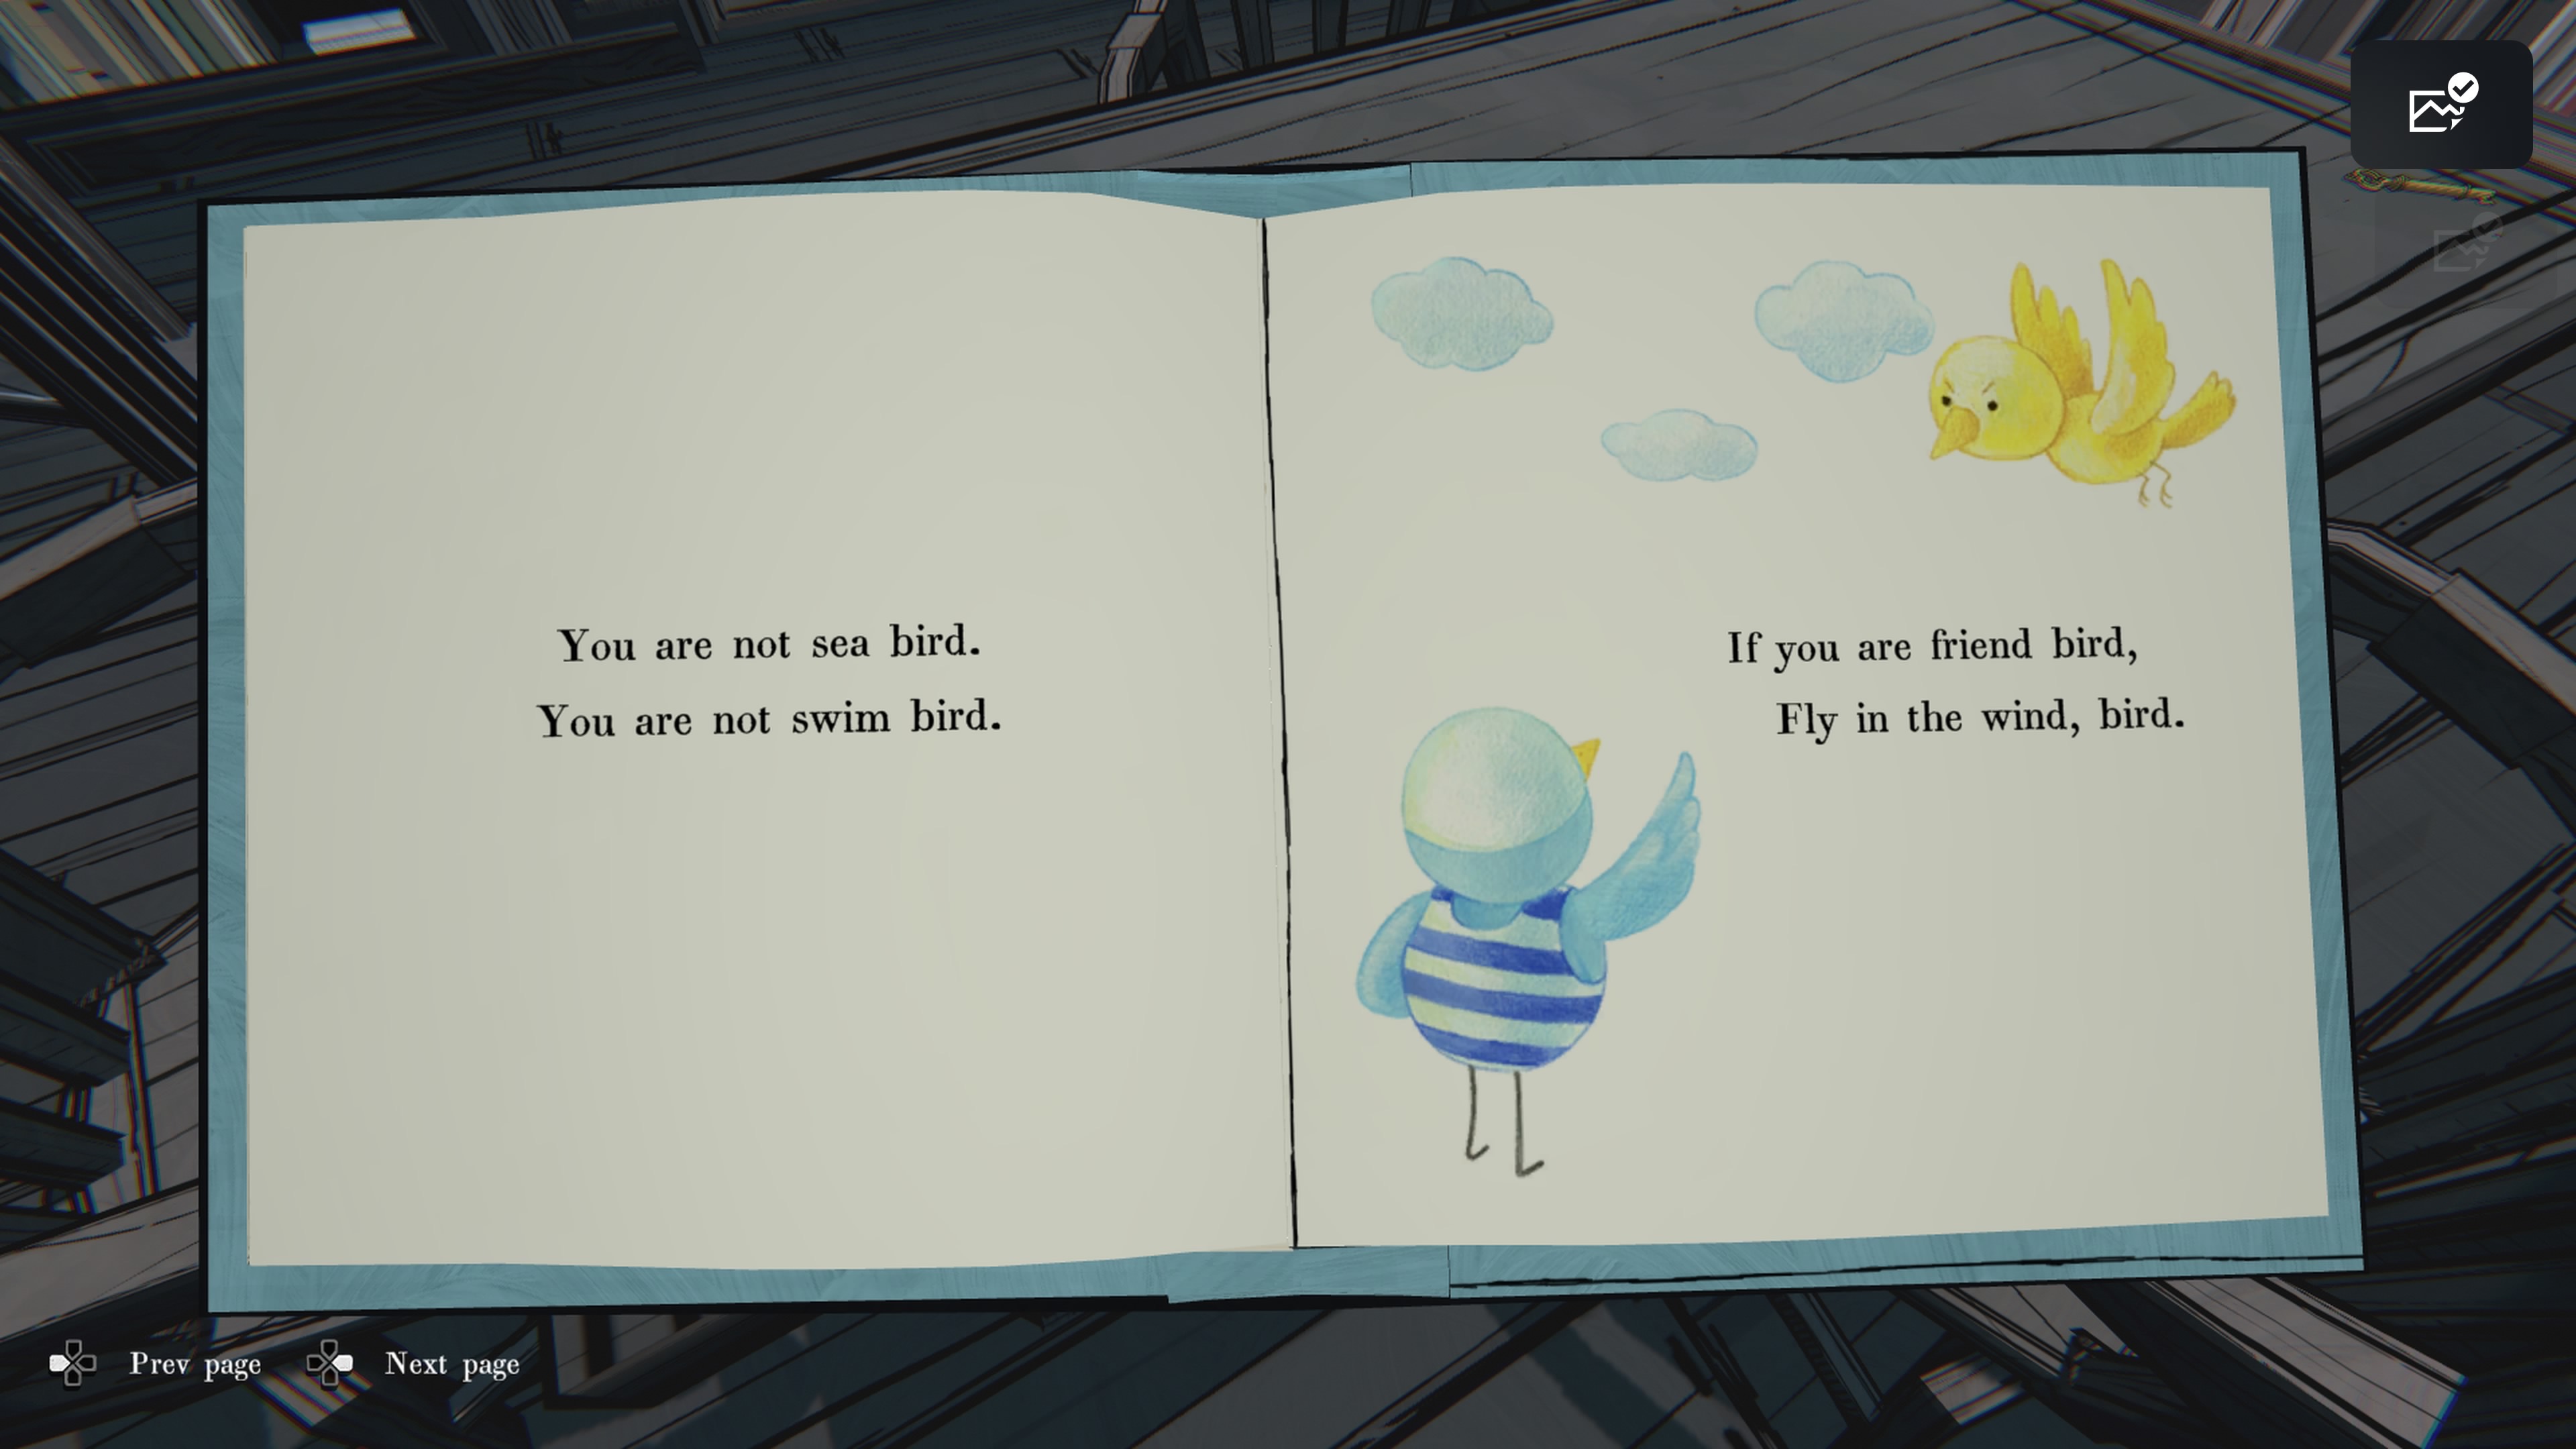 You are not sea bird.
You are not swim bird.
If you are friend bird,
Fly in the wind, bird.
Prev page
Next page